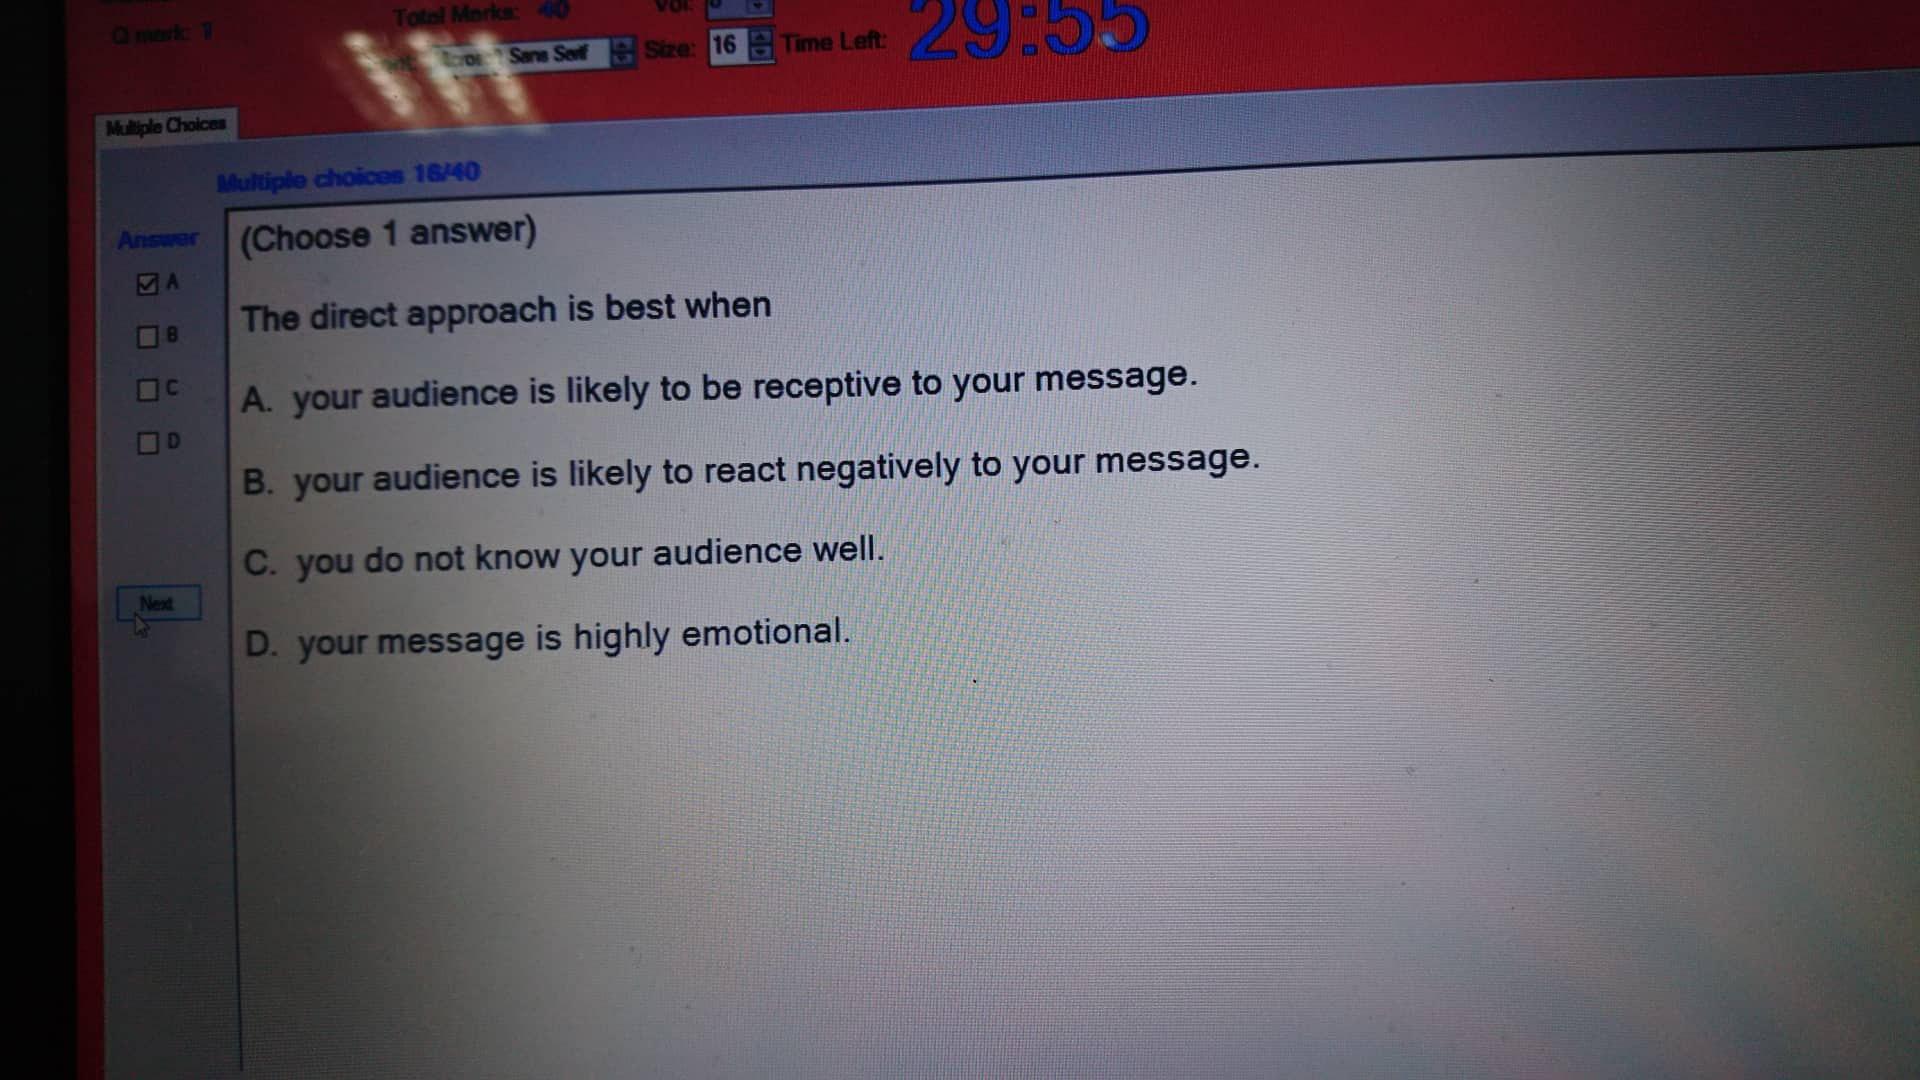 Q mark: 1
Total Marks: 40
Vol:
Sans Serif
Size: 16
Time Left: 29:55
Multiple Choices
Multiple choices 16/40
Answer
A
B
C
D
Next
(Choose 1 answer)
The direct approach is best when
A. your audience is likely to be receptive to your message.
B. your audience is likely to react negatively to your message.
C. you do not know your audience well.
D. your message is highly emotional.